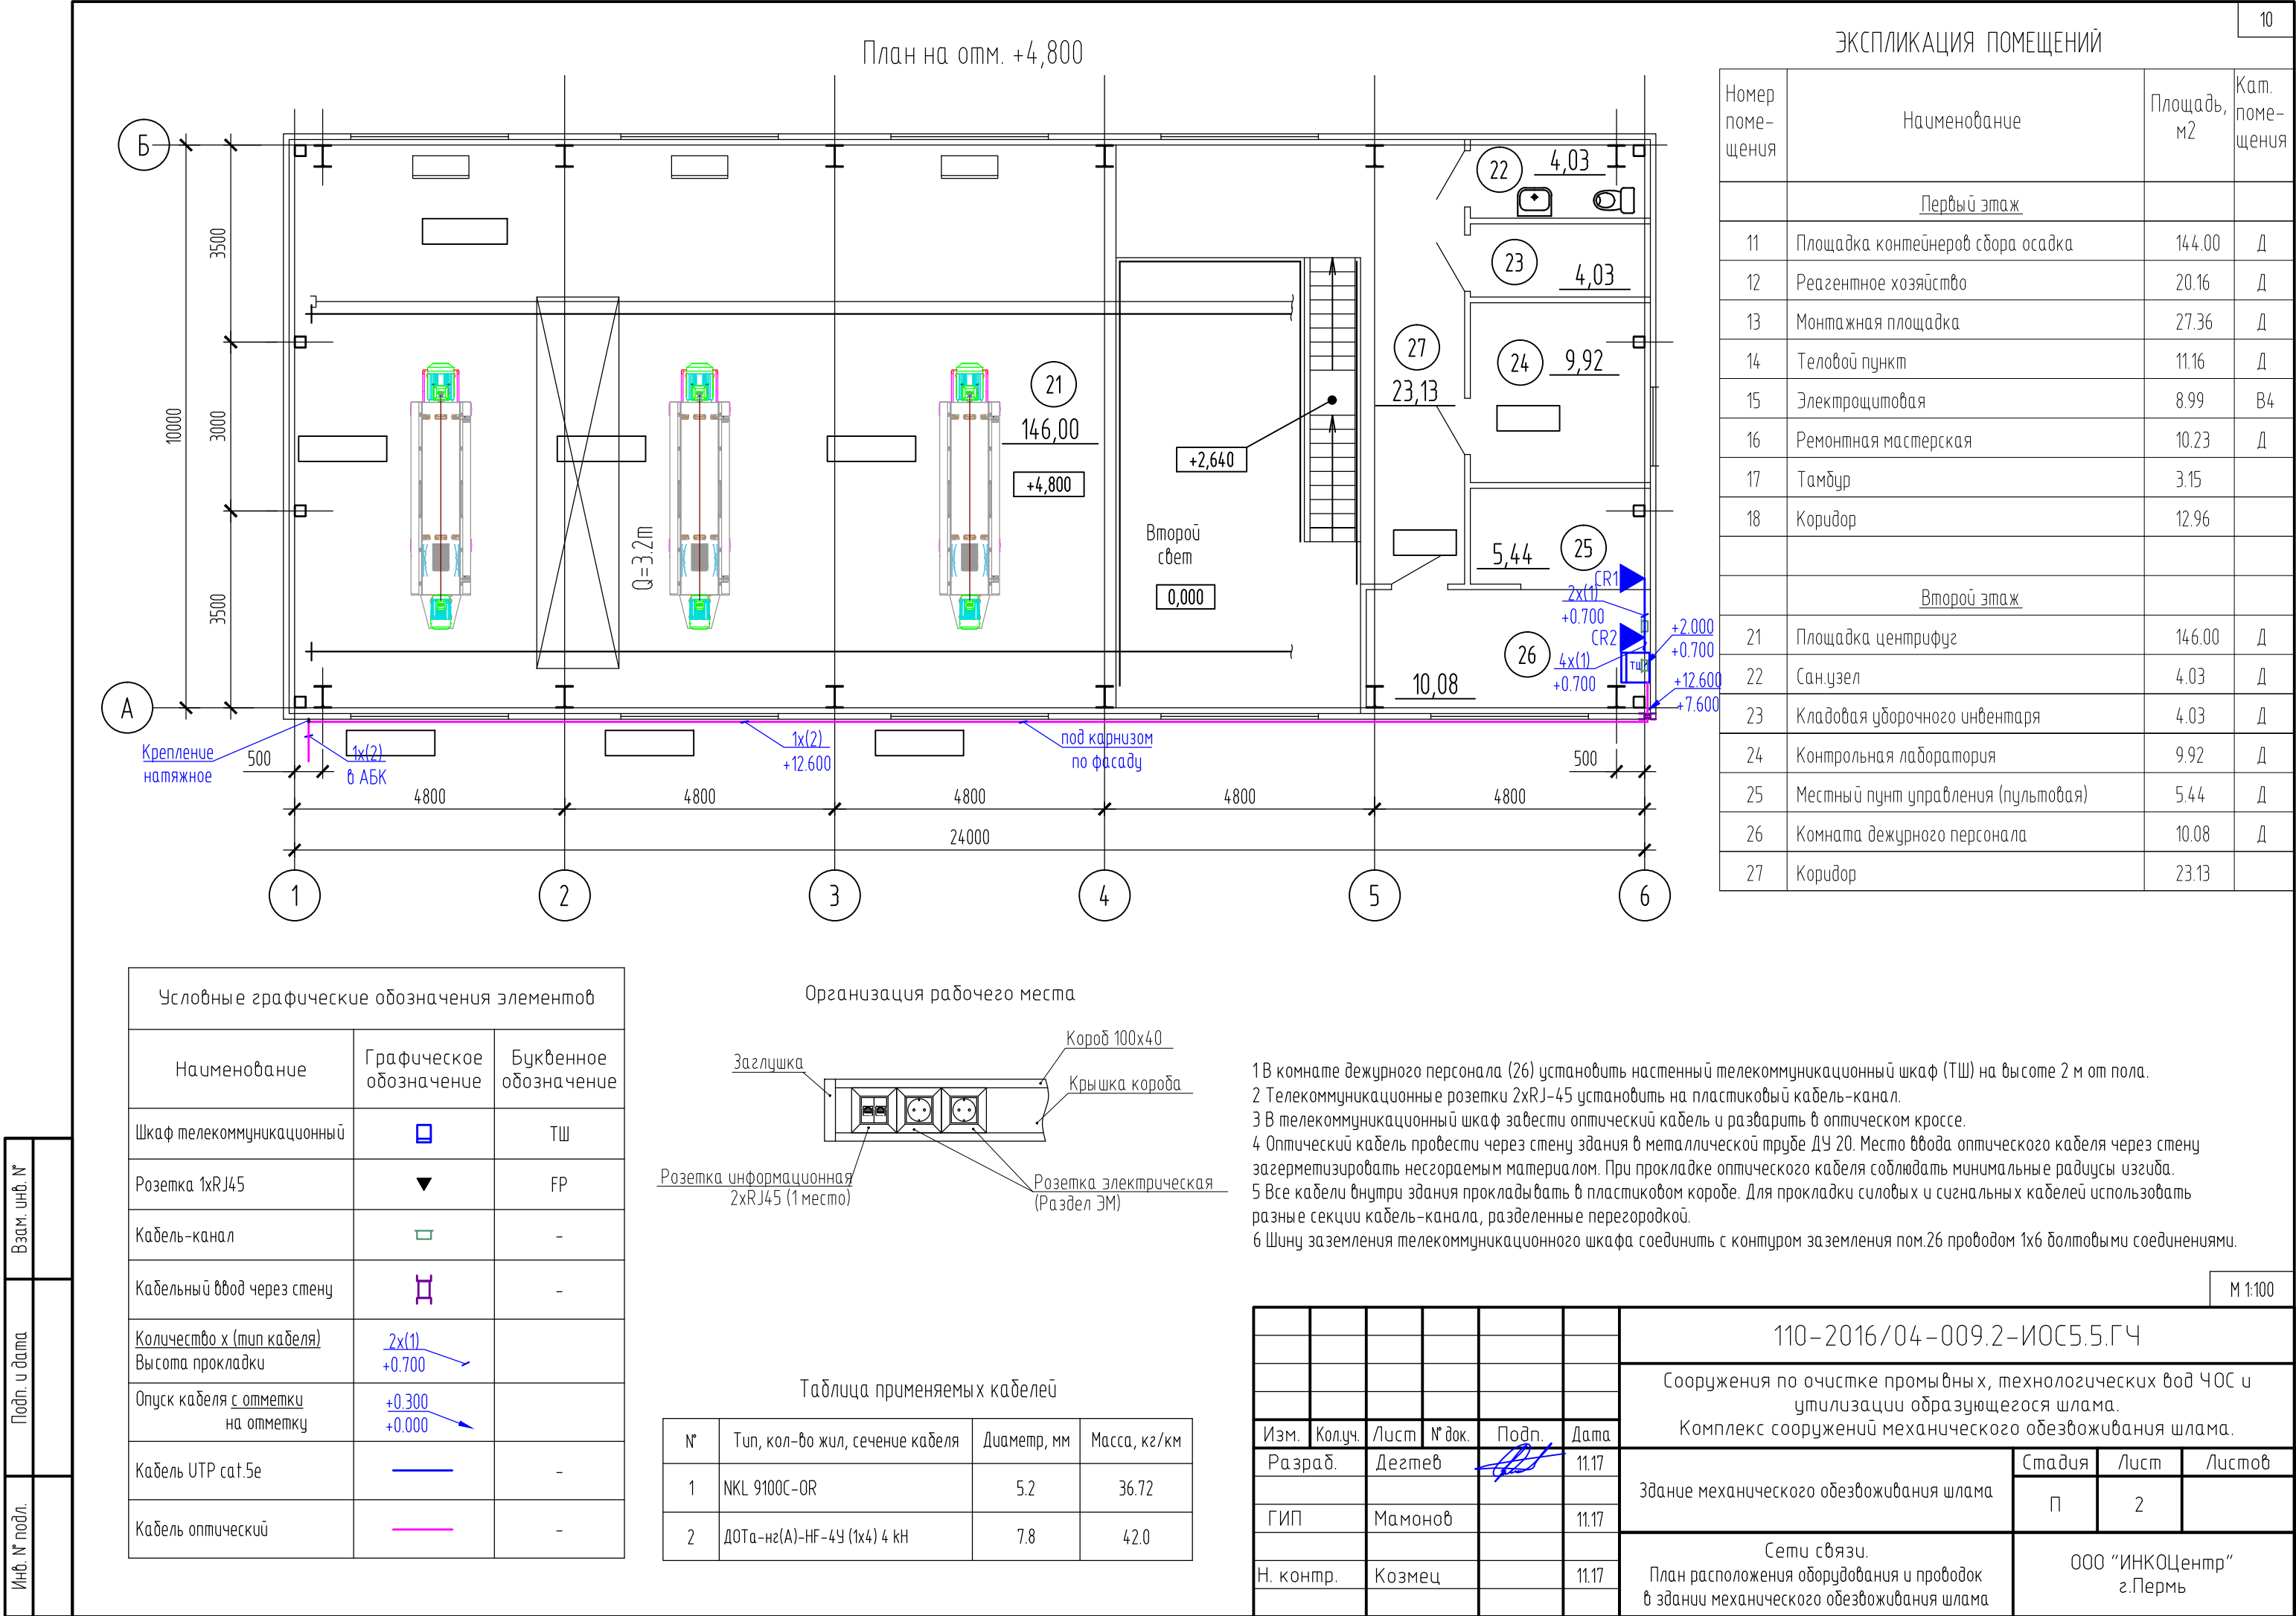 10
План на отм. +4,800
ЭКСПЛИКАЦИЯ ПОМЕЩЕНИЙ
Номер поме-щения Наименование Площадь, м2 Кат. поме-щения
Первый этаж
11 Площадка контейнеров сбора осадка 144.00 Д
12 Реагентное хозяйство 20.16 Д
13 Монтажная площадка 27.36 Д
14 Теловой пункт 11.16 Д
15 Электрощитовая 8.99 В4
16 Ремонтная мастерская 10.23 Д
17 Тамбур 3.15
18 Коридор 12.96
Второй этаж
21 Площадка центрифуг 146.00 Д
22 Сан.узел 4.03 Д
23 Кладовая уборочного инвентаря 4.03 Д
24 Контрольная лаборатория 9.92 Д
25 Местный пунт управления (пультовая) 5.44 Д
26 Комната дежурного персонала 10.08 Д
27 Коридор 23.13
Б
А
3500
3000
3500
10000
22 4,03
23 4,03
24 9,92
27
23,13
21
146,00
+4,800
+2,640
Q=3.2m
Второй
свет
0,000
5,44 25
CR1
2x(1)
+0.700
CR2
4x(1)
+0.700
ТШ
+2.000
+0.700
+12.600
+7.600
26
10,08
Крепление
натяжное
1x(2)
в АБК
1x(2)
+12.600
под карнизом
по фасаду
500
500
4800 4800 4800 4800 4800
24000
1 2 3 4 5 6
Условные графические обозначения элементов
Наименование Графическое обозначение Буквенное обозначение
Шкаф телекоммуникационный ТШ
Розетка 1xRJ45 FP
Кабель-канал -
Кабельный ввод через стену -
Количество х (тип кабеля)
Высота прокладки
2x(1)
+0.700
Опуск кабеля с отметки
на отметку
+0.300
+0.000
Кабель UTP cat.5e -
Кабель оптический -
Организация рабочего места
Заглушка
Короб 100x40
Крышка короба
Розетка информационная
2xRJ45 (1 место)
Розетка электрическая
(Раздел ЭМ)
Таблица применяемых кабелей
N° Тип, кол-во жил, сечение кабеля Диаметр, мм Масса, кг/км
1 NKL 9100C-OR 5.2 36.72
2 ДОТа-нг(А)-HF-4У (1x4) 4 kH 7.8 42.0
1 В комнате дежурного персонала (26) установить настенный телекоммуникационный шкаф (ТШ) на высоте 2 м от пола.
2 Телекоммуникационные розетки 2xRJ-45 установить на пластиковый кабель-канал.
3 В телекоммуникационный шкаф завести оптический кабель и разварить в оптическом кроссе.
4 Оптический кабель провести через стену здания в металлической трубе ДУ 20. Место ввода оптического кабеля через стену
загерметизировать несгораемым материалом. При прокладке оптического кабеля соблюдать минимальные радиусы изгиба.
5 Все кабели внутри здания прокладывать в пластиковом коробе. Для прокладки силовых и сигнальных кабелей использовать
разные секции кабель-канала, разделенные перегородкой.
6 Шину заземления телекоммуникационного шкафа соединить с контуром заземления пом.26 проводом 1x6 болтовыми соединениями.
М 1:100
110-2016/04-009.2-ИОС5.5.ГЧ
Сооружения по очистке промывных, технологических вод ЧОС и
утилизации образующегося шлама.
Комплекс сооружений механического обезвоживания шлама.
Изм. Кол.уч. Лист N° док. Подп. Дата
Разраб. Дегтев 11.17
ГИП Мамонов 11.17
Н. контр. Козмец 11.17
Здание механического обезвоживания шлама
Стадия Лист Листов
П 2
Сети связи.
План расположения оборудования и проводок
в здании механического обезвоживания шлама
ООО "ИНКОЦентр"
г.Пермь
Взам. инв. N°
Подп. и дата
Инв. N° подл.